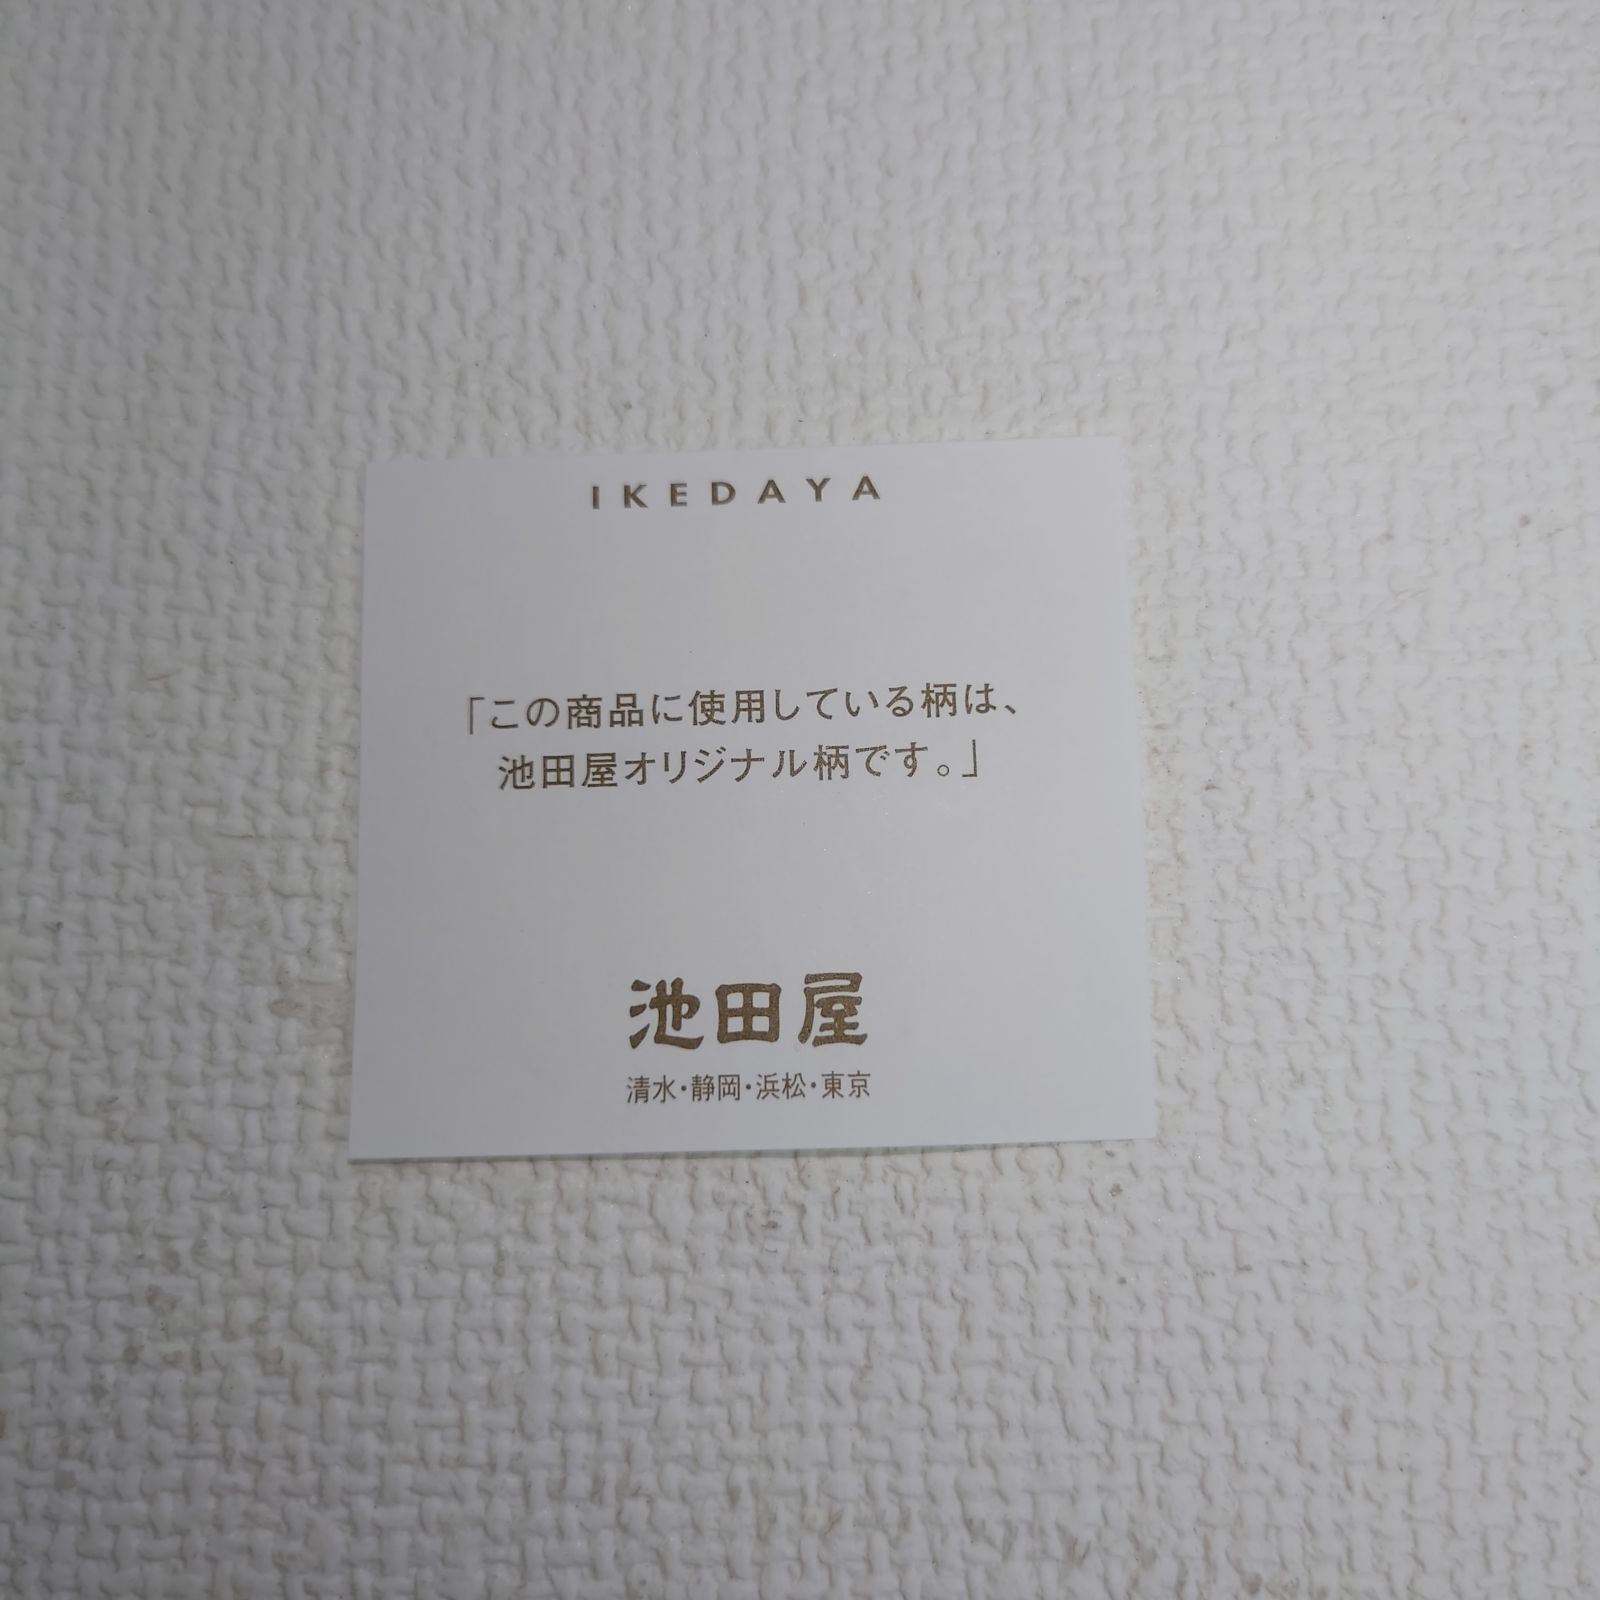 IKEDAYA
「この商品に使用している柄は、
池田屋オリジナル柄です。」
池田屋
清水・静岡・浜松・東京